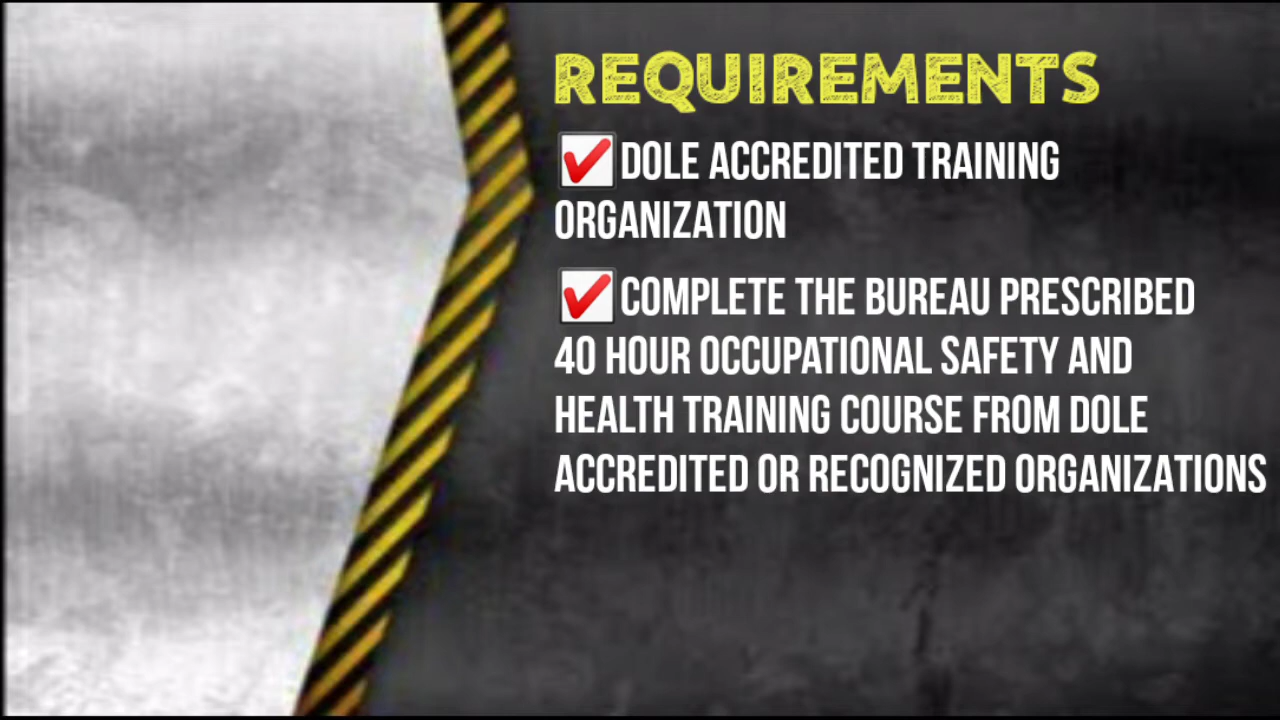 REQUIREMENTS
✅DOLE ACCREDITED TRAINING
ORGANIZATION
✅COMPLETE THE BUREAU PRESCRIBED
40 HOUR OCCUPATIONAL SAFETY AND
HEALTH TRAINING COURSE FROM DOLE
ACCREDITED OR RECOGNIZED ORGANIZATIONS